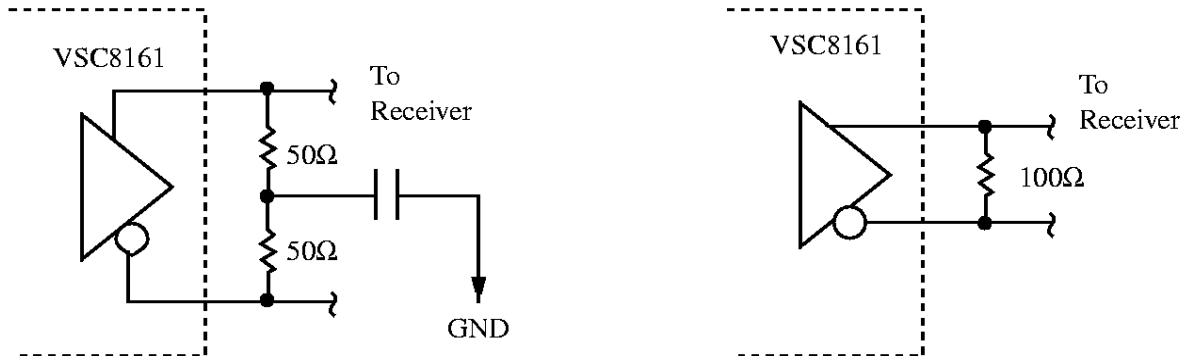 VSC8161
To
Receiver
50Ω
50Ω
GND
VSC8161
To
Receiver
100Ω